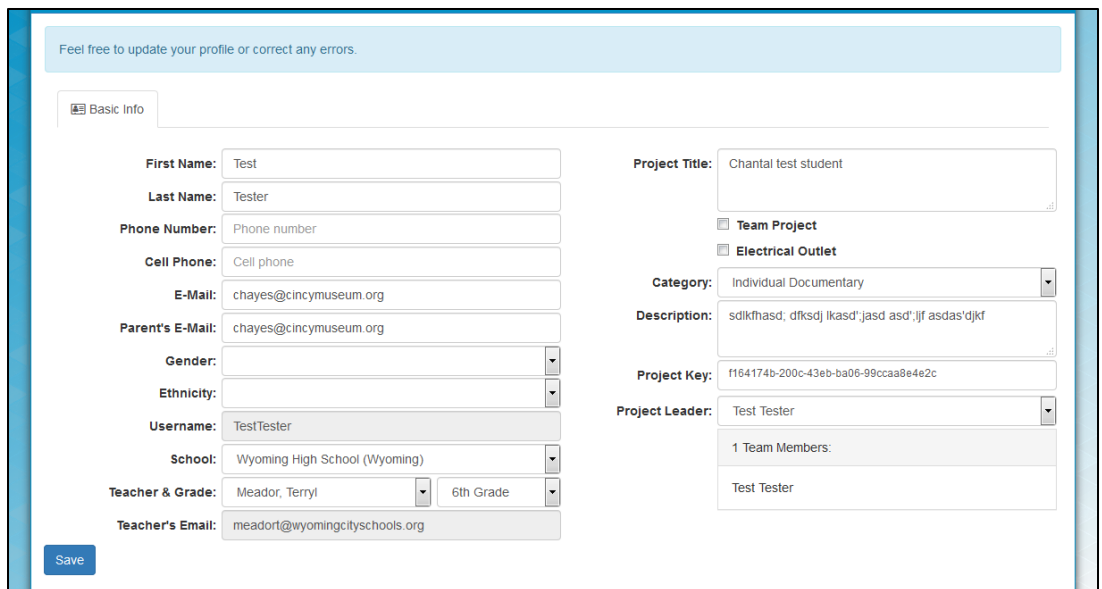 Feel free to update your profile or correct any errors.
Basic Info
First Name: Test
Last Name: Tester
Phone Number: Phone number
Cell Phone: Cell phone
E-Mail: chayes@cincymuseum.org
Parent's E-Mail: chayes@cincymuseum.org
Gender:
Ethnicity:
Username: TestTester
School: Wyoming High School (Wyoming)
Teacher & Grade: Meador, Terryl 6th Grade
Teacher's Email: meadort@wyomingcityschools.org
Save
Project Title: Chantal test student
Team Project
Electrical Outlet
Category: Individual Documentary
Description: sdlkfhasd; dfksdj lkasd';jasd asd';ljf asdas'djkf
Project Key: f164174b-200c-43eb-ba06-99ccaa8e4e2c
Project Leader: Test Tester
1 Team Members:
Test Tester